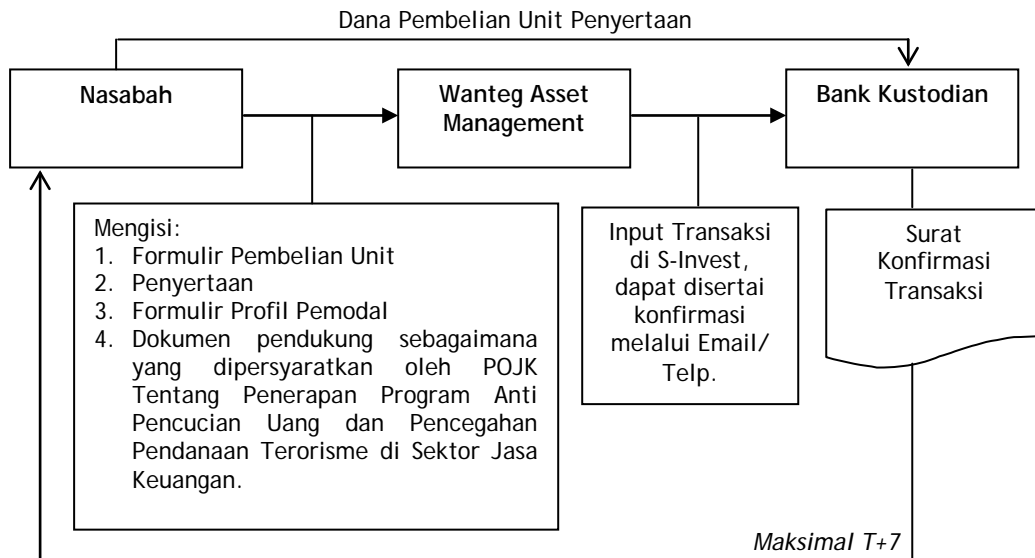 Dana Pembelian Unit Penyertaan
Nasabah
Wanteg Asset
Management
Bank Kustodian
Mengisi:
1. Formulir Pembelian Unit
2. Penyertaan
3. Formulir Profil Pemodal
4. Dokumen pendukung sebagaimana
yang dipersyaratkan oleh POJK
Tentang Penerapan Program Anti
Pencucian Uang dan Pencegahan
Pendanaan Terorisme di Sektor Jasa
Keuangan.
Input Transaksi
di S-Invest,
dapat disertai
konfirmasi
melalui Email/
Telp.
Surat
Konfirmasi
Transaksi
Maksimal T+7